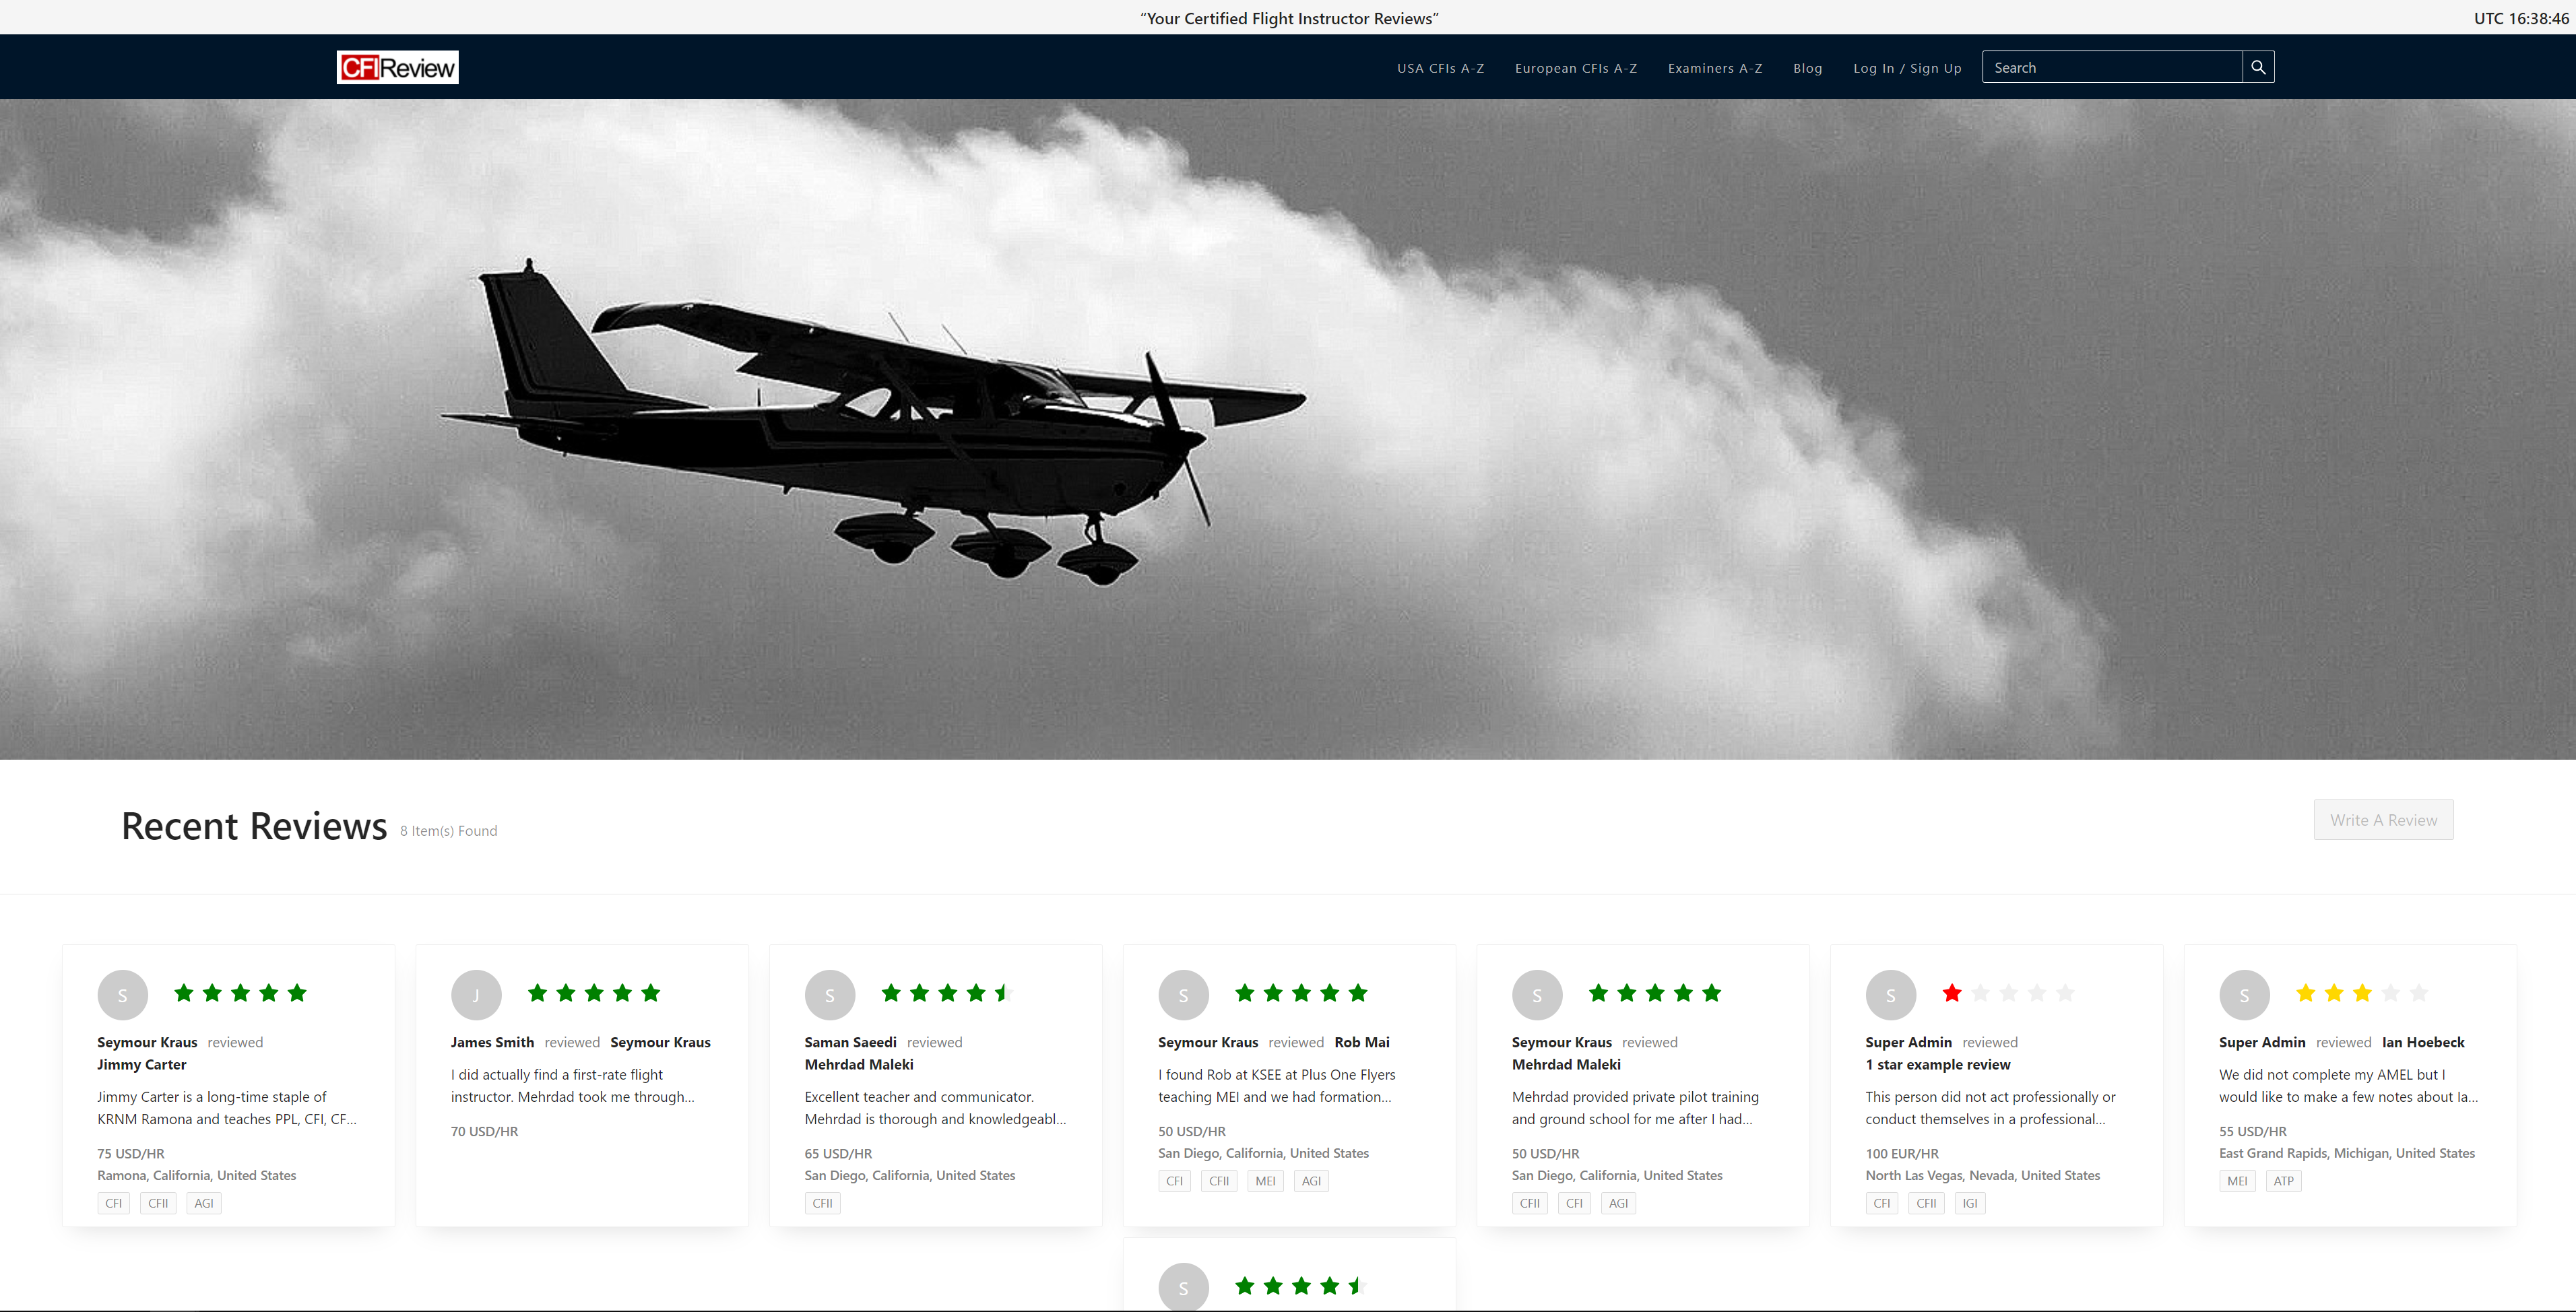 “Your Certified Flight Instructor Reviews”
UTC 16:38:46
CFIReview
USA CFIs A-Z
European CFIs A-Z
Examiners A-Z
Blog
Log In / Sign Up
Search
Recent Reviews
8 Item(s) Found
Write A Review
S
Seymour Kraus reviewed
Jimmy Carter
Jimmy Carter is a long-time staple of
KRNM Ramona and teaches PPL, CFI, CF...
75 USD/HR
Ramona, California, United States
CFI CFII AGI
J
James Smith reviewed Seymour Kraus
I did actually find a first-rate flight
instructor. Mehrdad took me through...
70 USD/HR
S
Saman Saeedi reviewed
Mehrdad Maleki
Excellent teacher and communicator.
Mehrdad is thorough and knowledgeabl...
65 USD/HR
San Diego, California, United States
CFII
S
Seymour Kraus reviewed Rob Mai
I found Rob at KSEE at Plus One Flyers
teaching MEI and we had formation...
50 USD/HR
San Diego, California, United States
CFI CFII MEI AGI
S
Seymour Kraus reviewed
Mehrdad Maleki
Mehrdad provided private pilot training
and ground school for me after I had...
50 USD/HR
San Diego, California, United States
CFII CFI AGI
S
Super Admin reviewed
1 star example review
This person did not act professionally or
conduct themselves in a professional...
100 EUR/HR
North Las Vegas, Nevada, United States
CFI CFII IGI
S
Super Admin reviewed Ian Hoebeck
We did not complete my AMEL but I
would like to make a few notes about Ia...
55 USD/HR
East Grand Rapids, Michigan, United States
MEI ATP
S